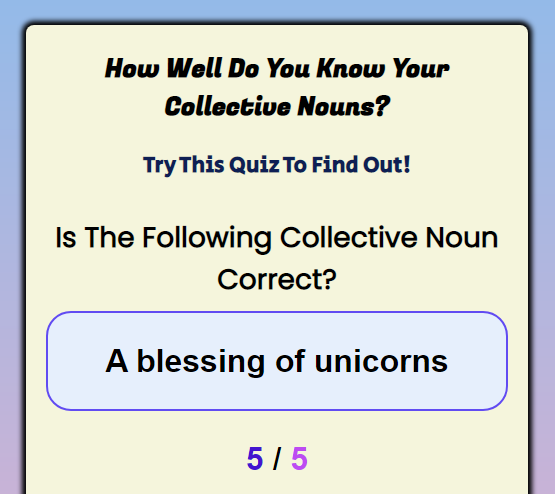 How Well Do You Know Your
Collective Nouns?
Try This Quiz To Find Out!
Is The Following Collective Noun
Correct?
A blessing of unicorns
5 / 5